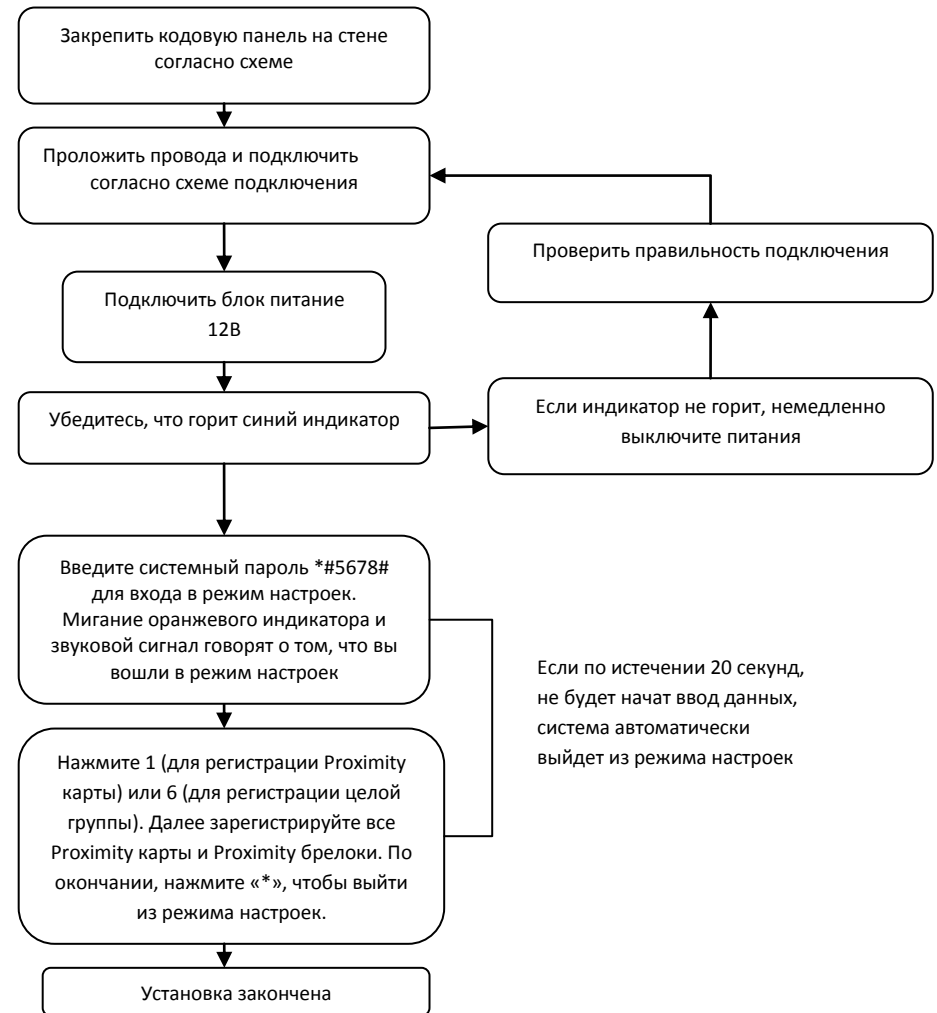 Закрепить кодовую панель на стене
согласно схеме
Проложить провода и подключить
согласно схеме подключения
Проверить правильность подключения
Подключить блок питание
12В
Убедитесь, что горит синий индикатор
Если индикатор не горит, немедленно
выключите питания
Введите системный пароль *#5678#
для входа в режим настроек.
Мигание оранжевого индикатора и
звуковой сигнал говорят о том, что вы
вошли в режим настроек
Если по истечении 20 секунд,
не будет начат ввод данных,
система автоматически
выйдет из режима настроек
Нажмите 1 (для регистрации Proximity
карты) или 6 (для регистрации целой
группы). Далее зарегистрируйте все
Proximity карты и Proximity брелоки. По
окончании, нажмите «*», чтобы выйти
из режима настроек.
Установка закончена